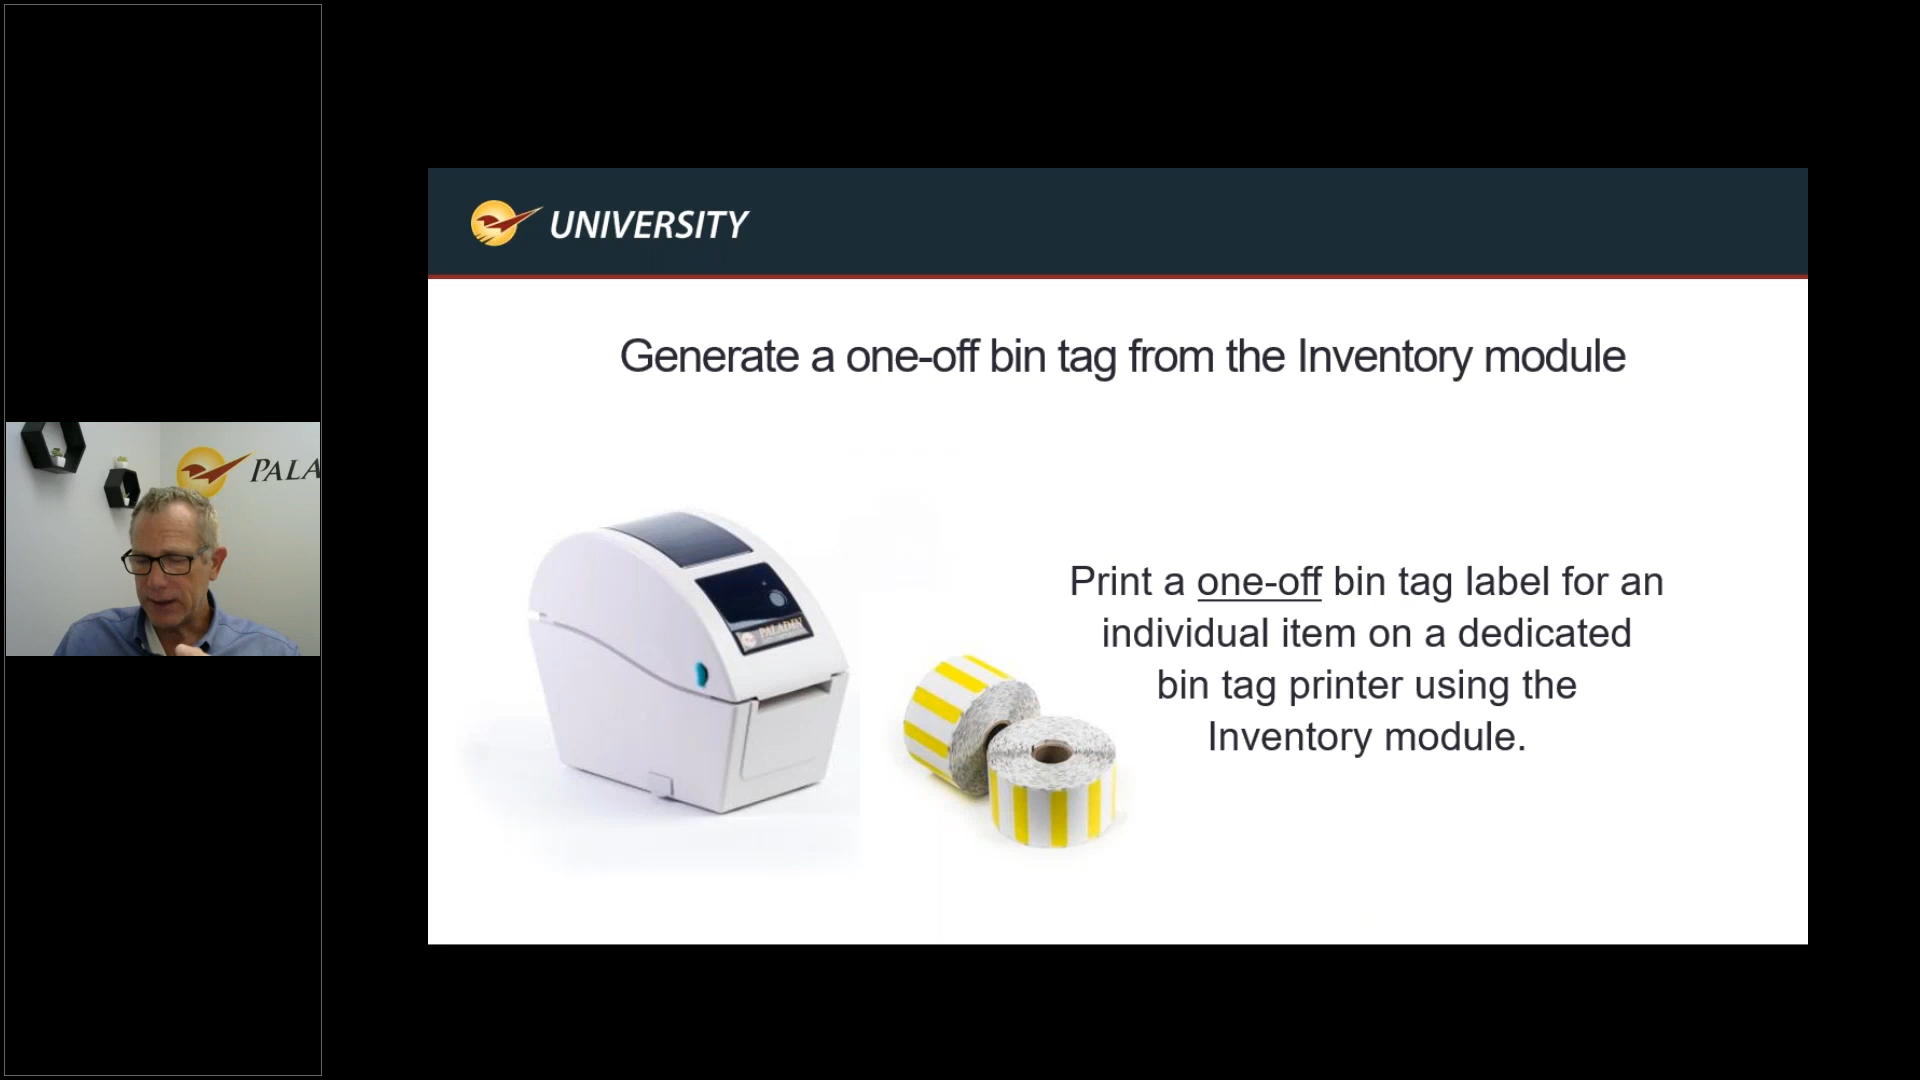 PALA
UNIVERSITY
Generate a one-off bin tag from the Inventory module
PALADIN
Print a one-off bin tag label for an
individual item on a dedicated
bin tag printer using the
Inventory module.